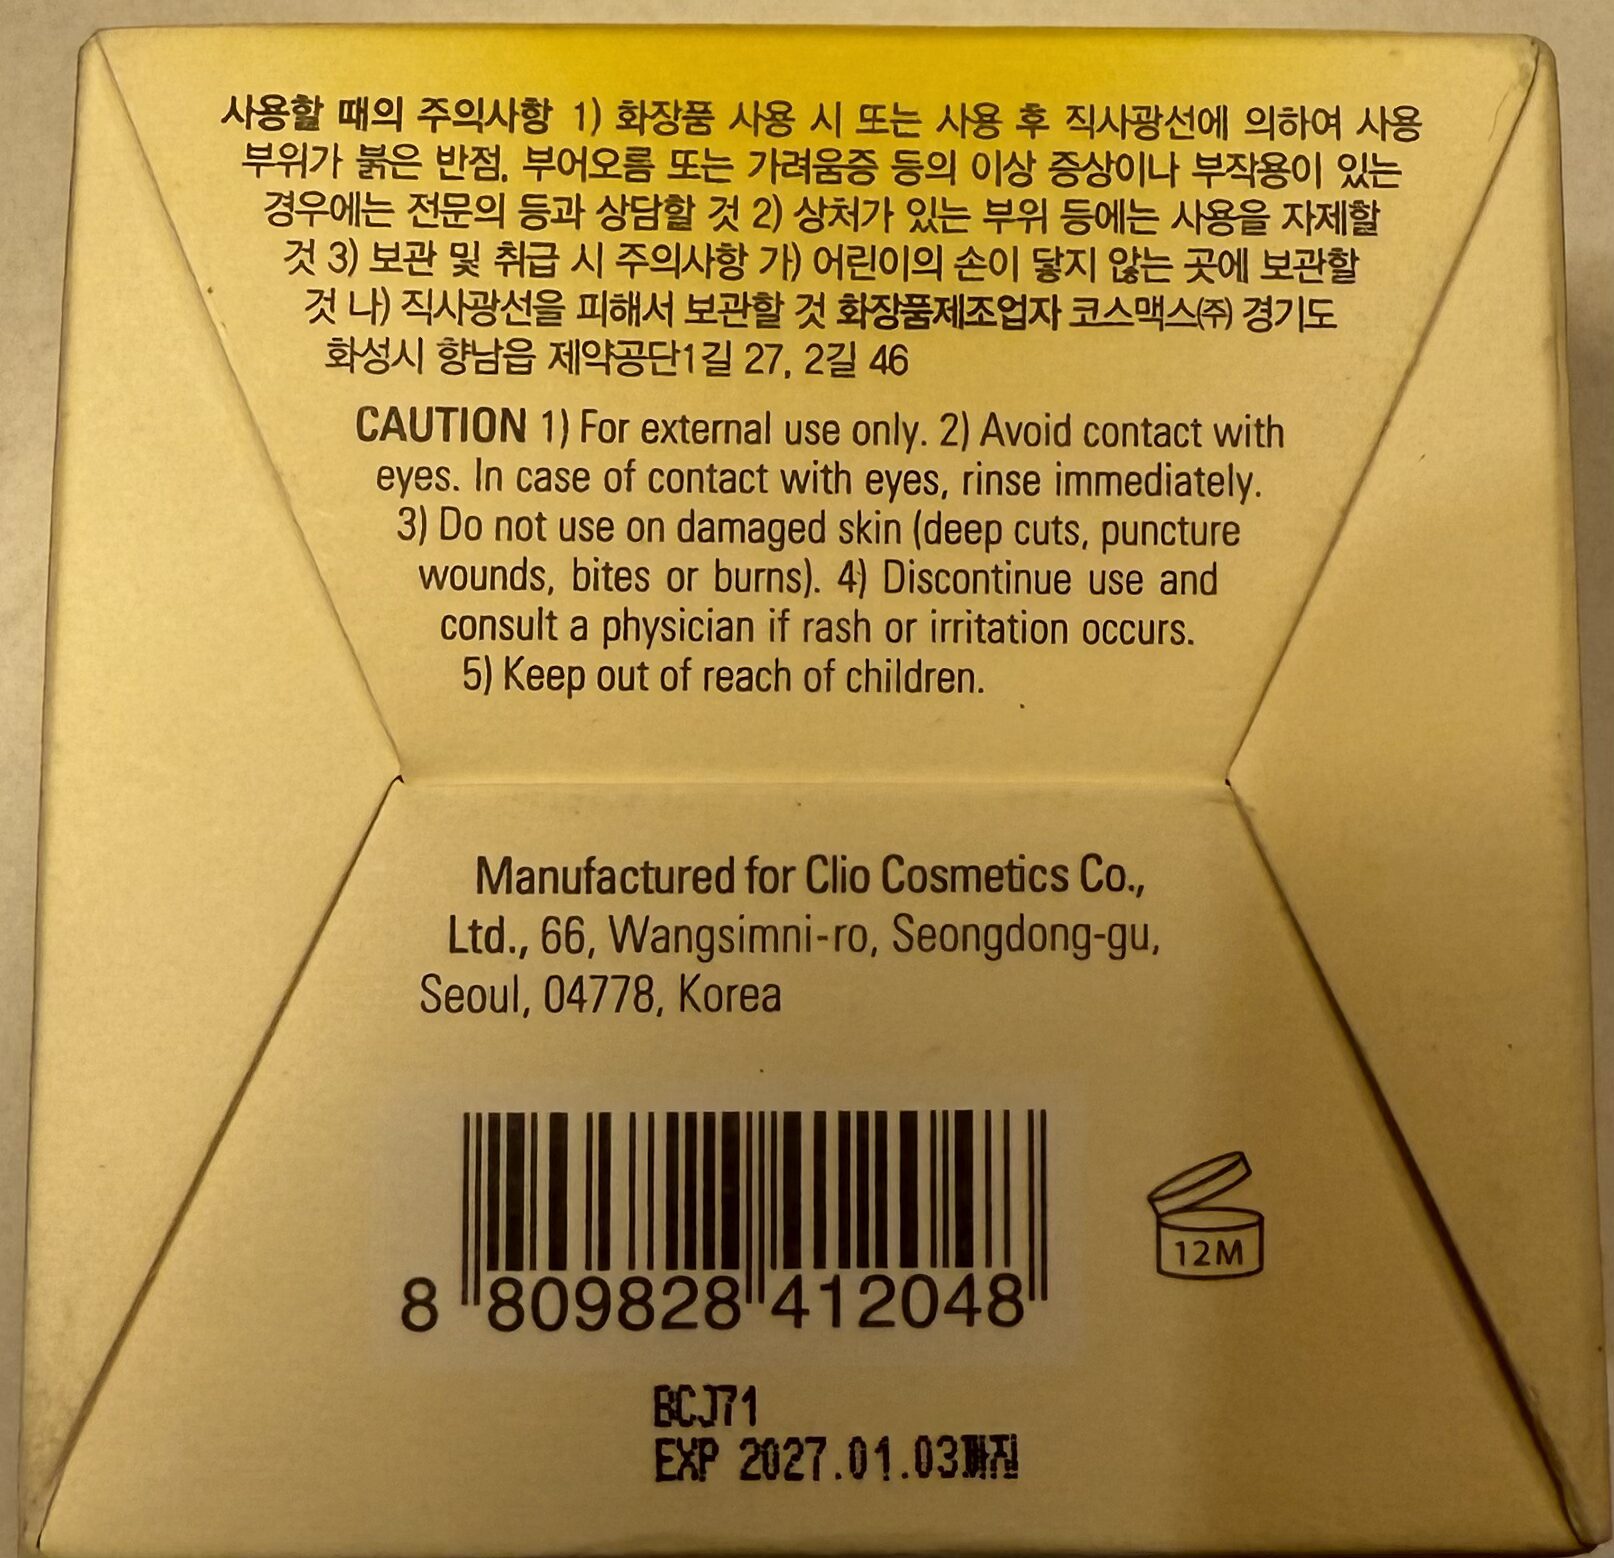 사용할 때의 주의사항 1) 화장품 사용 시 또는 사용 후 직사광선에 의하여 사용
부위가 붉은 반점, 부어오름 또는 가려움증 등의 이상 증상이나 부작용이 있는
경우에는 전문의 등과 상담할 것 2) 상처가 있는 부위 등에는 사용을 자제할
것 3) 보관 및 취급 시 주의사항 가) 어린이의 손이 닿지 않는 곳에 보관할
것 나) 직사광선을 피해서 보관할 것 화장품제조업자 코스맥스㈜ 경기도
화성시 향남읍 제약공단1길 27, 2길 46
CAUTION 1) For external use only. 2) Avoid contact with
eyes. In case of contact with eyes, rinse immediately.
3) Do not use on damaged skin (deep cuts, puncture
wounds, bites or burns). 4) Discontinue use and
consult a physician if rash or irritation occurs.
5) Keep out of reach of children.
Manufactured for Clio Cosmetics Co.,
Ltd., 66, Wangsimni-ro, Seongdong-gu,
Seoul, 04778, Korea
12M
8 809828 412048
BCJ71
EXP 2027.01.03까지